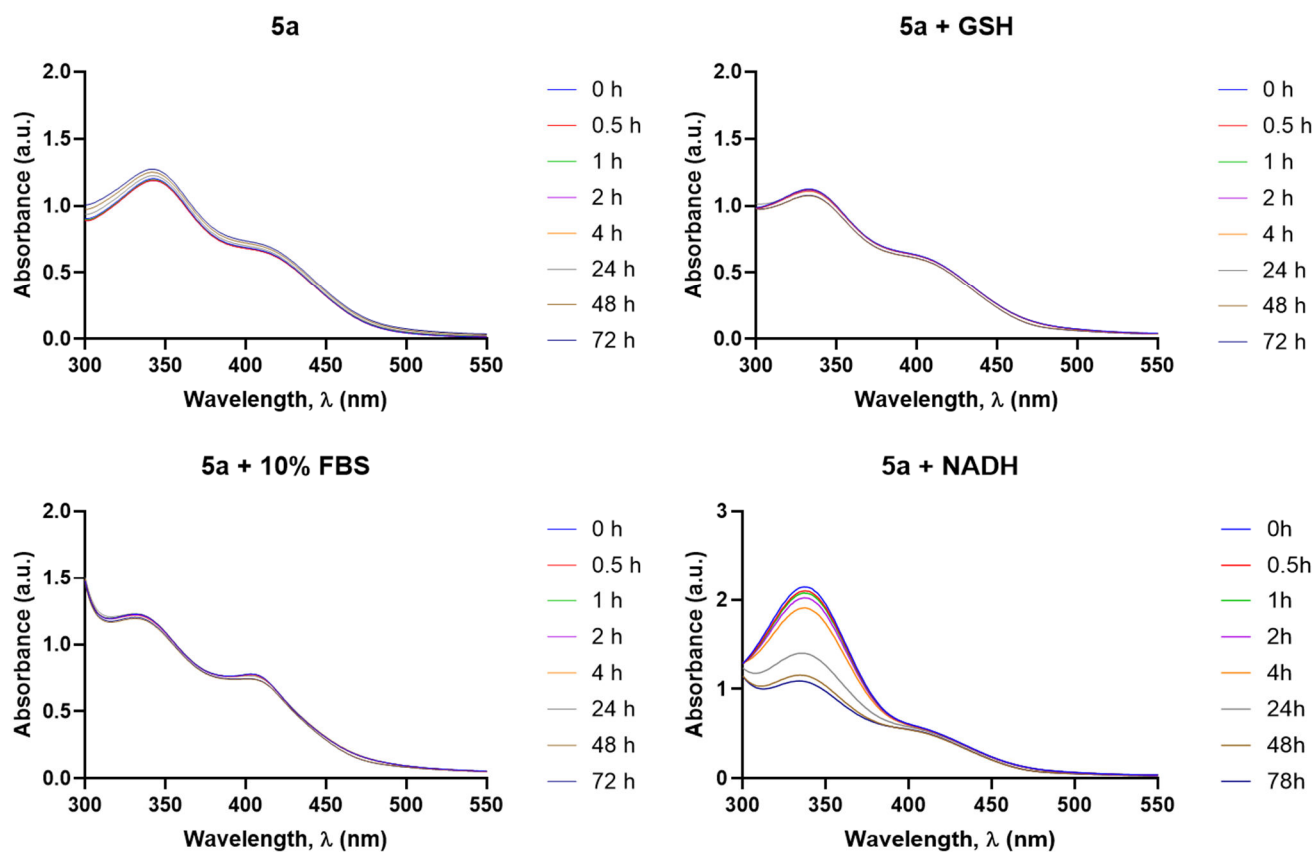 5a
2.0
1.5
1.0
0.5
0.0
300 350 400 450 500 550
Absorbance (a.u.)
Wavelength, λ (nm)
0 h
0.5 h
1 h
2 h
4 h
24 h
48 h
72 h
5a + GSH
2.0
1.5
1.0
0.5
0.0
300 350 400 450 500 550
Absorbance (a.u.)
Wavelength, λ (nm)
0 h
0.5 h
1 h
2 h
4 h
24 h
48 h
72 h
5a + 10% FBS
2.0
1.5
1.0
0.5
0.0
300 350 400 450 500 550
Absorbance (a.u.)
Wavelength, λ (nm)
0 h
0.5 h
1 h
2 h
4 h
24 h
48 h
72 h
5a + NADH
3
2
1
0
300 350 400 450 500 550
Absorbance (a.u.)
Wavelength, λ (nm)
0h
0.5h
1h
2h
4h
24h
48h
78h